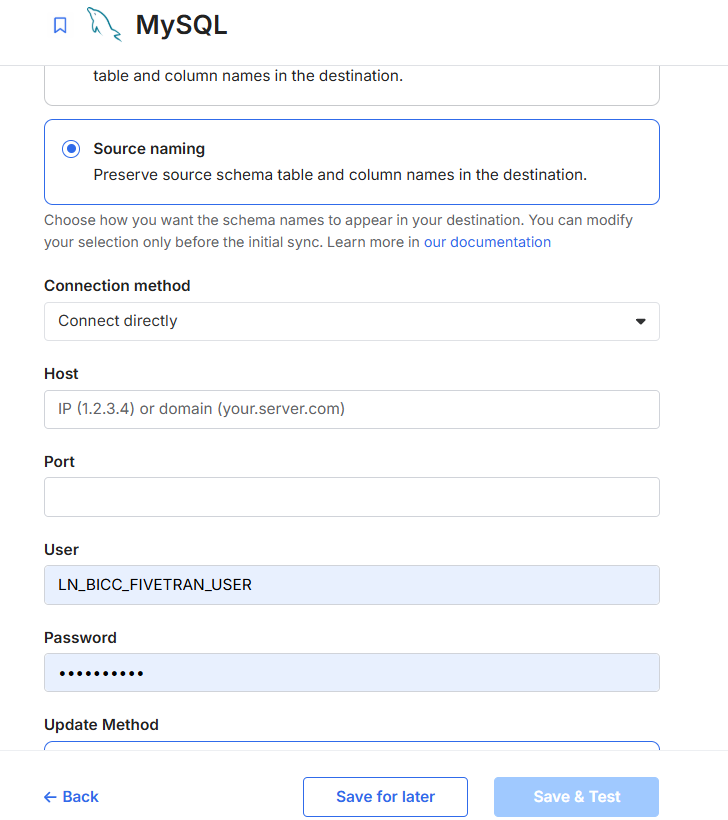 MySQL
table and column names in the destination.
Source naming
Preserve source schema table and column names in the destination.
Choose how you want the schema names to appear in your destination. You can modify
your selection only before the initial sync. Learn more in our documentation
Connection method
Connect directly
Host
IP (1.2.3.4) or domain (your.server.com)
Port
User
LN_BICC_FIVETRAN_USER
Password
••••••••••
Update Method
← Back
Save for later
Save & Test